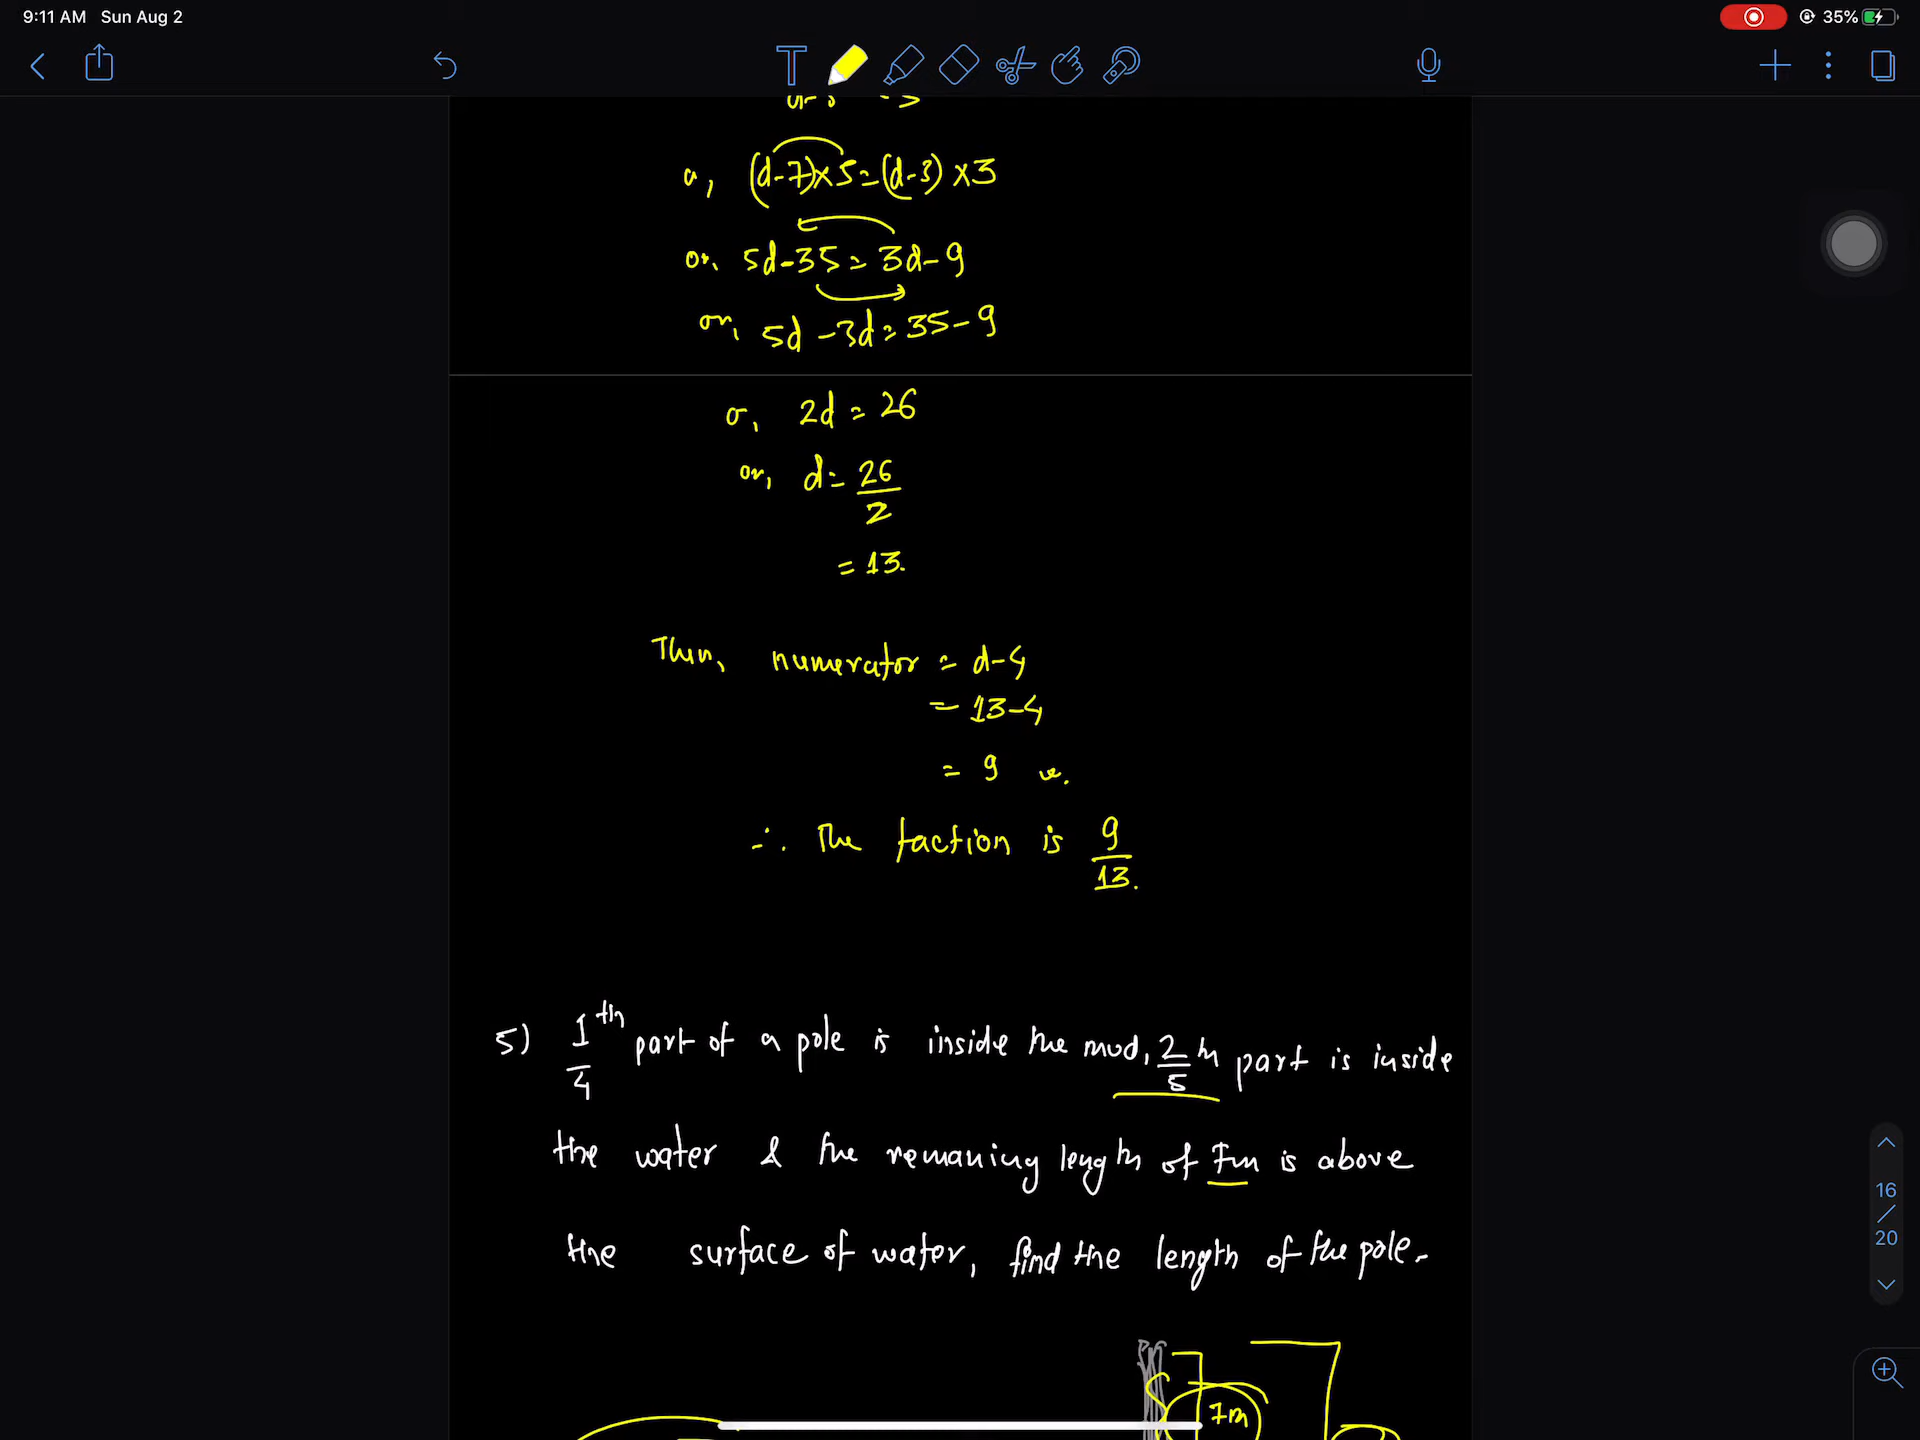 9:11 AM Sun Aug 2
35%
(d-7)×5=(d-3)×3
or, 5d-35=3d-9
or, 5d-3d=35-9
or, 2d=26
or, d=26/2
=13.
Then, numerator = d-4
= 13-4
= 9
∴ The faction is 9/13.
5) 1/4 th part of a pole is inside the mud, 2/5 th part is inside
the water & the remaning length of 7m is above
the surface of water, find the length of the pole.
7m
16
/
20